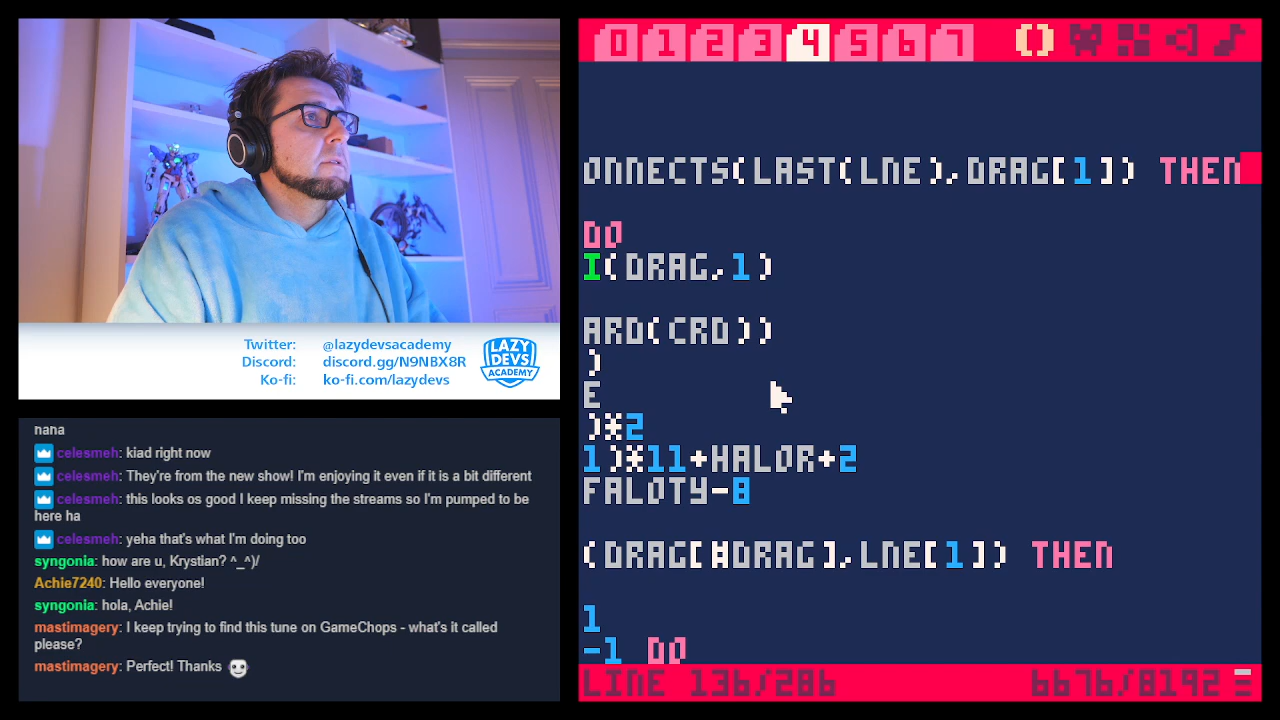 Twitter: @lazydevsacademy
Discord: discord.gg/N9NBX8R
Ko-fi: ko-fi.com/lazydevs
LAZY
DEVS
ACADEMY
nana
celesmeh: kiad right now
celesmeh: They're from the new show! I'm enjoying it even if it is a bit different
celesmeh: this looks os good I keep missing the streams so I'm pumped to be
here ha
celesmeh: yeha that's what I'm doing too
syngonia: how are u, Krystian? ^_^)/
Achie7240: Hello everyone!
syngonia: hola, Achie!
mastimagery: I keep trying to find this tune on GameChops - what's it called
please?
mastimagery: Perfect! Thanks
0 1 2 3 4 5 6 7
ONNECTS(LAST(LNE),DRAG[1]) THEN
DO
I(DRAG,1)
ARD(CRD))
)
E
)*2
1)*11+HALOR+2
FALOTY-8
(DRAG[#DRAG],LNE[1]) THEN
1
-1 DO
LINE 136/286 6676/8192